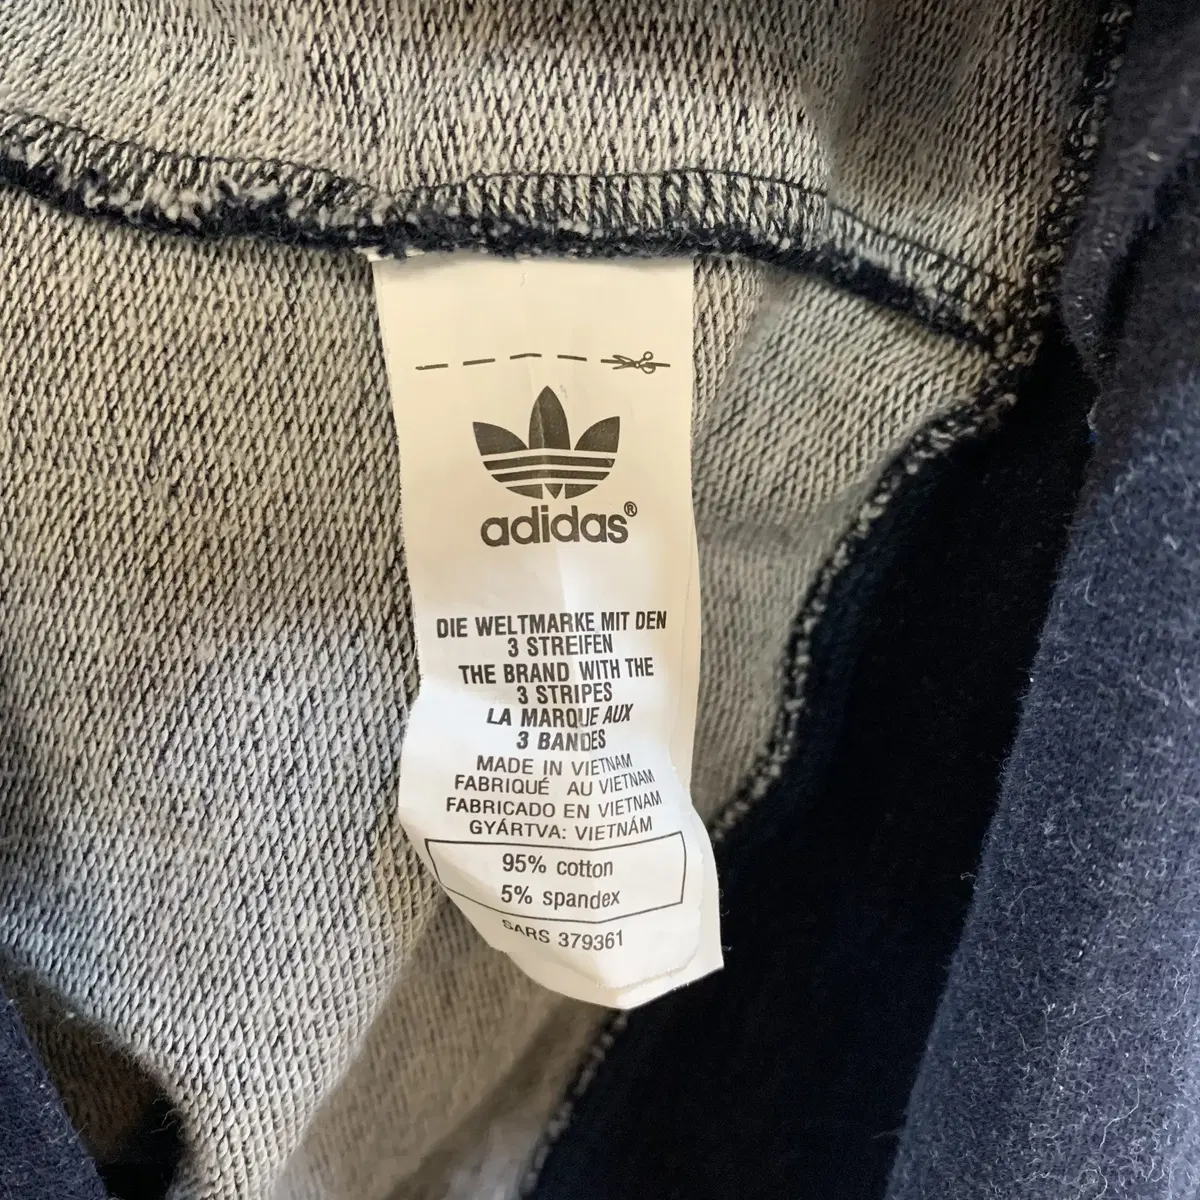 adidas®
DIE WELTMARKE MIT DEN
3 STREIFEN
THE BRAND WITH THE
3 STRIPES
LA MARQUE AUX
3 BANDES
MADE IN VIETNAM
FABRIQUÉ AU VIETNAM
FABRICADO EN VIETNAM
GYÁRTVA: VIETNÁM
95% cotton
5% spandex
SARS 379361